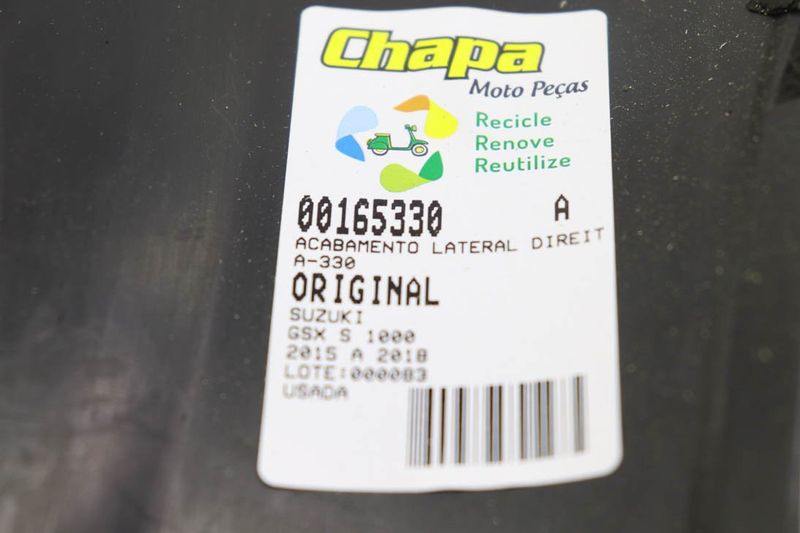 Chapa
Moto Peças
Recicle
Renove
Reutilize
00165330 A
ACABAMENTO LATERAL DIREIT
A-330
ORIGINAL
SUZUKI
GSX S 1000
2015 A 2018
LOTE:000083
USADA